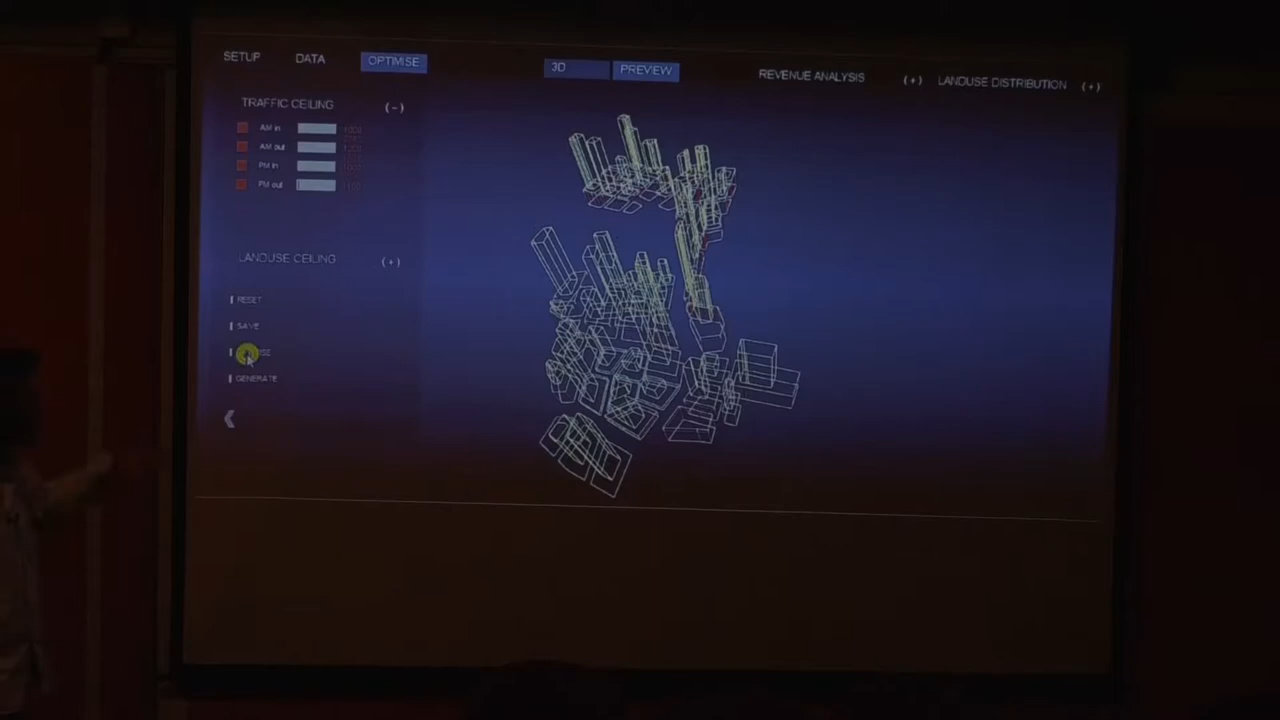 SETUP DATA OPTIMISE
3D PREVIEW
REVENUE ANALYSIS (+) LANDUSE DISTRIBUTION (+)
TRAFFIC CEILING (-)
AM in
AM out
PM in
PM out
LANDUSE CEILING (+)
RESET
SAVE
GENERATE